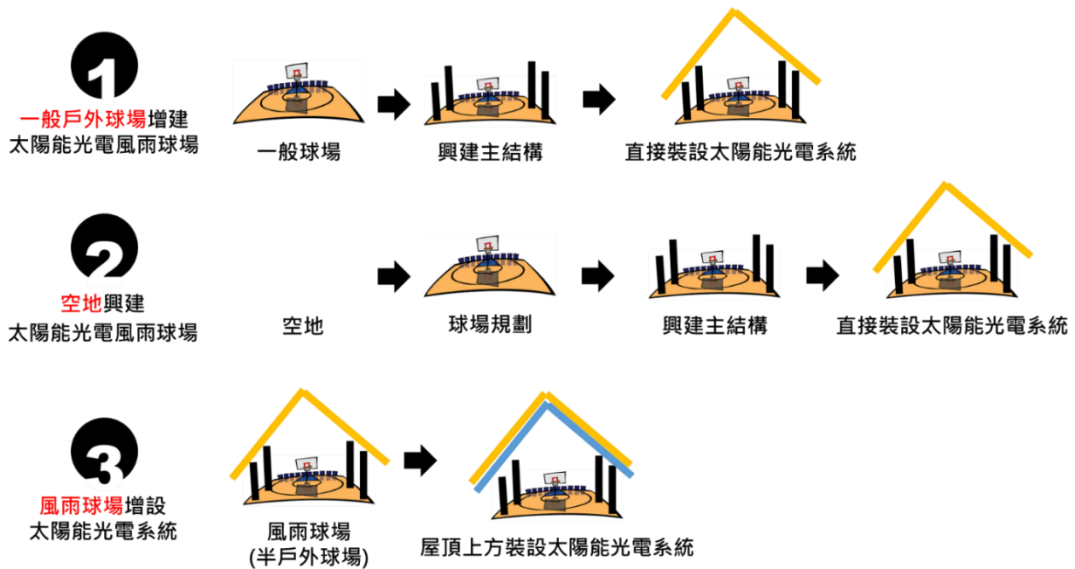 1
一般戶外球場增建
太陽能光電風雨球場
一般球場
興建主結構
直接裝設太陽能光電系統
2
空地興建
太陽能光電風雨球場
空地
球場規劃
興建主結構
直接裝設太陽能光電系統
3
風雨球場增設
太陽能光電系統
風雨球場
(半戶外球場)
屋頂上方裝設太陽能光電系統